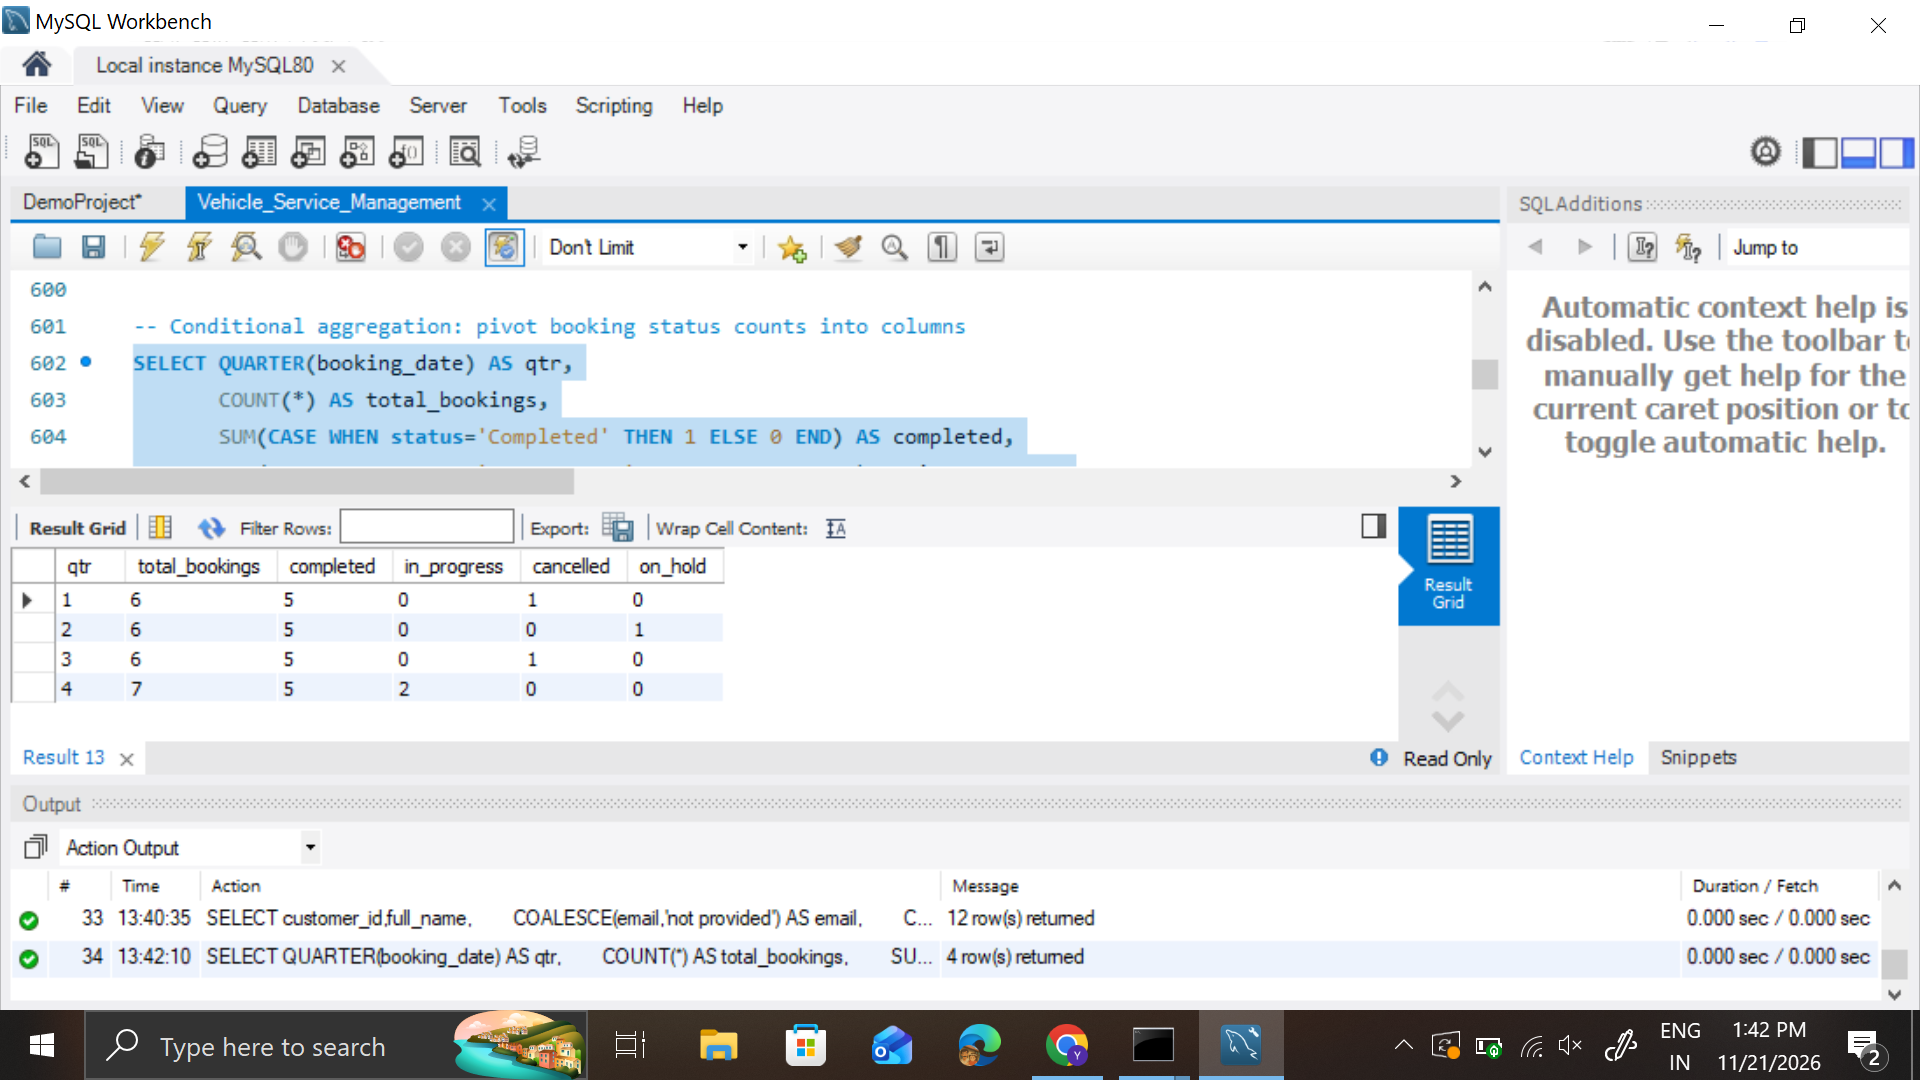 MySQL Workbench
Local instance MySQL80
File Edit View Query Database Server Tools Scripting Help
DemoProject* Vehicle_Service_Management
SQLAdditions
Don't Limit
Jump to
600
601 -- Conditional aggregation: pivot booking status counts into columns
602 SELECT QUARTER(booking_date) AS qtr,
603 COUNT(*) AS total_bookings,
604 SUM(CASE WHEN status='Completed' THEN 1 ELSE 0 END) AS completed,
Automatic context help is
disabled. Use the toolbar to
manually get help for the
current caret position or to
toggle automatic help.
Result Grid Filter Rows: Export: Wrap Cell Content:
qtr total_bookings completed in_progress cancelled on_hold
1 6 5 0 1 0
2 6 5 0 0 1
3 6 5 0 1 0
4 7 5 2 0 0
Result
Grid
Result 13
Read Only
Context Help Snippets
Output
Action Output
# Time Action Message Duration / Fetch
33 13:40:35 SELECT customer_id,full_name, COALESCE(email,'not provided') AS email, C... 12 row(s) returned 0.000 sec / 0.000 sec
34 13:42:10 SELECT QUARTER(booking_date) AS qtr, COUNT(*) AS total_bookings, SU... 4 row(s) returned 0.000 sec / 0.000 sec
Type here to search
ENG
IN
1:42 PM
11/21/2026
2